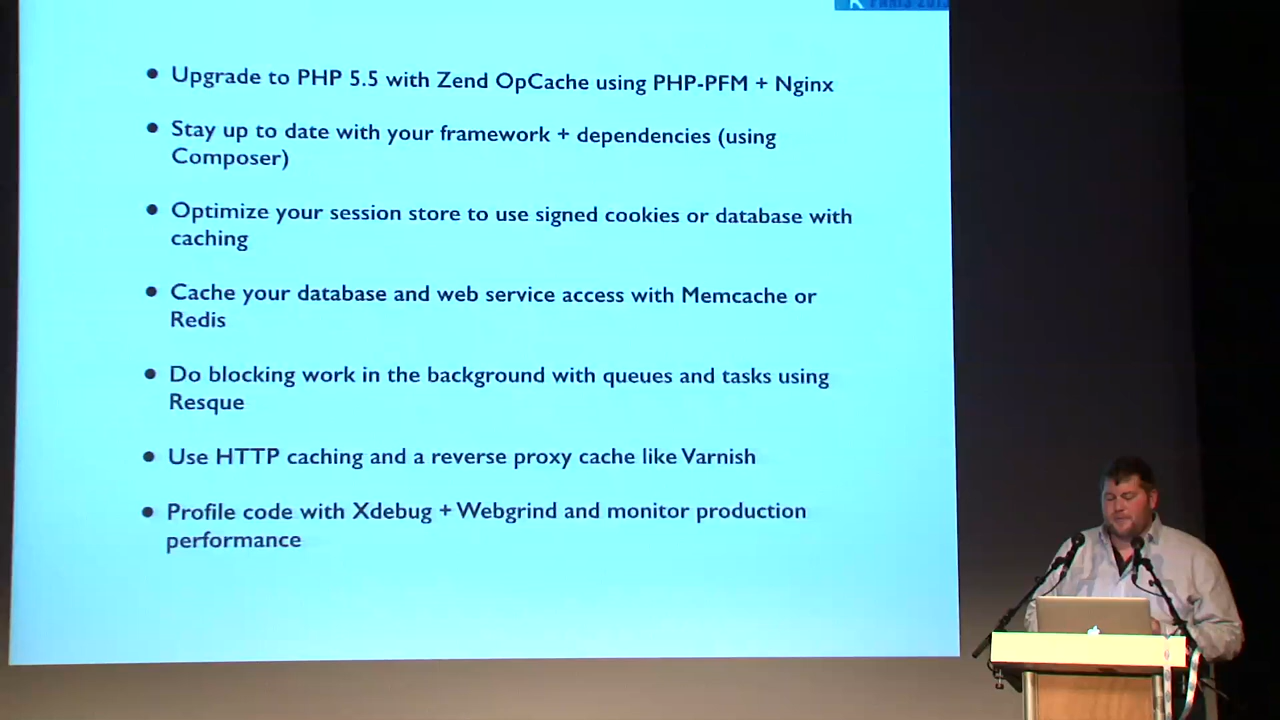 PARIS 2013
• Upgrade to PHP 5.5 with Zend OpCache using PHP-PFM + Nginx
• Stay up to date with your framework + dependencies (using
Composer)
• Optimize your session store to use signed cookies or database with
caching
• Cache your database and web service access with Memcache or
Redis
• Do blocking work in the background with queues and tasks using
Resque
• Use HTTP caching and a reverse proxy cache like Varnish
• Profile code with Xdebug + Webgrind and monitor production
performance